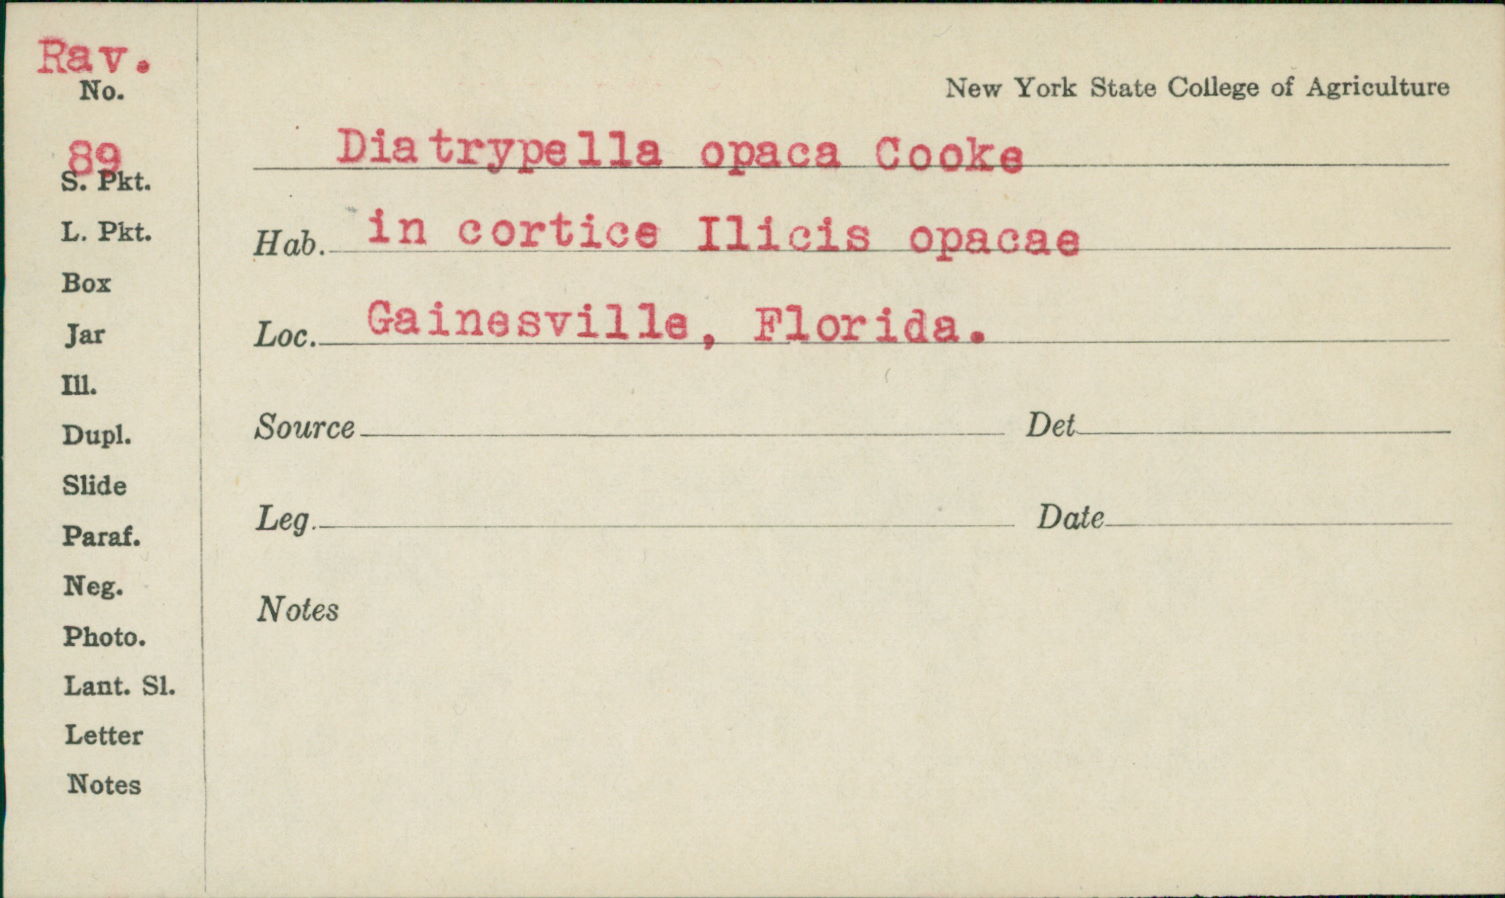 Rav.
No.
89
S. Pkt.
L. Pkt.
Box
Jar
Ill.
Dupl.
Slide
Paraf.
Neg.
Photo.
Lant. Sl.
Letter
Notes
New York State College of Agriculture
Diatrypella opaca Cooke
Hab. in cortice Ilicis opacae
Loc. Gainesville, Florida.
Source Det
Leg. Date
Notes